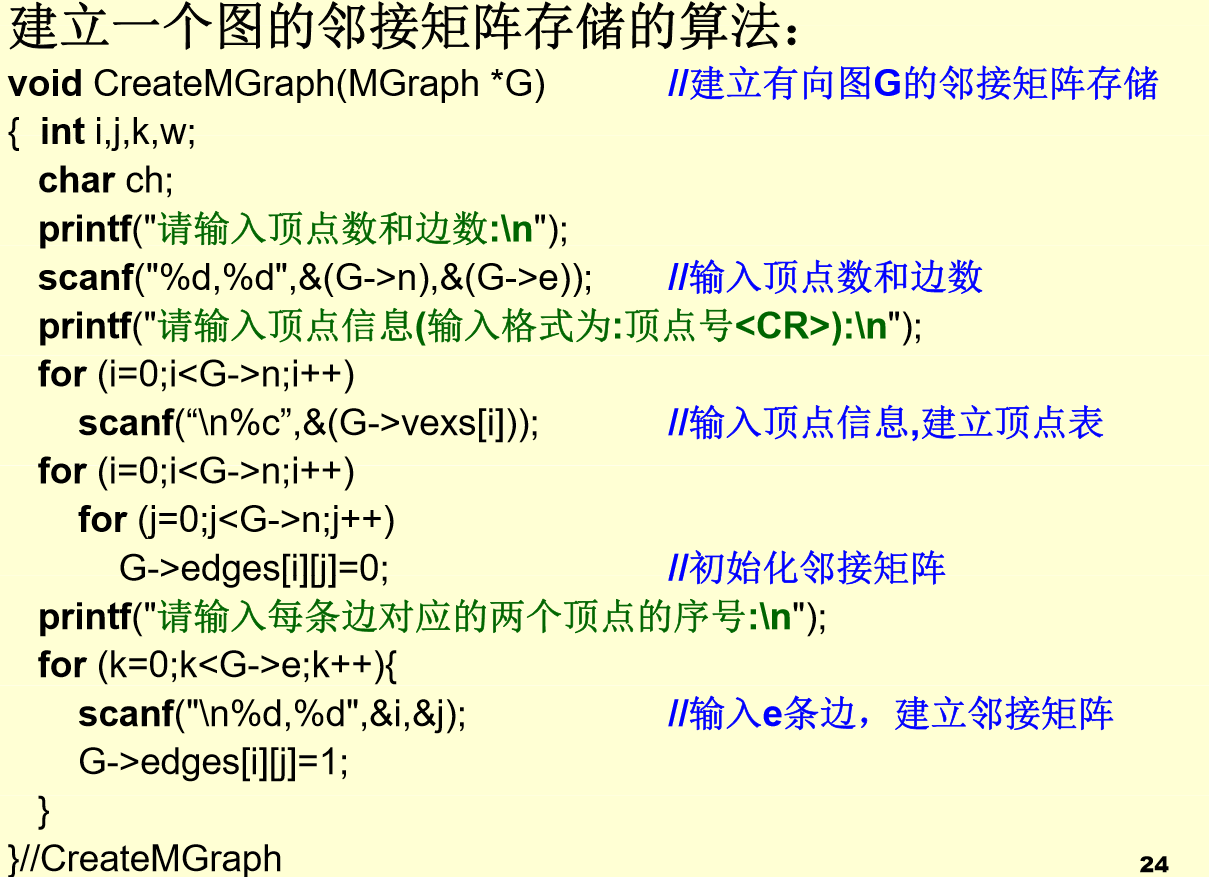 建立一个图的邻接矩阵存储的算法：
void CreateMGraph(MGraph *G) //建立有向图G的邻接矩阵存储
{ int i,j,k,w;
char ch;
printf("请输入顶点数和边数:\n");
scanf("%d,%d",&(G->n),&(G->e)); //输入顶点数和边数
printf("请输入顶点信息(输入格式为:顶点号<CR>):\n");
for (i=0;i<G->n;i++)
scanf(“\n%c”,&(G->vexs[i])); //输入顶点信息,建立顶点表
for (i=0;i<G->n;i++)
for (j=0;j<G->n;j++)
G->edges[i][j]=0; //初始化邻接矩阵
printf("请输入每条边对应的两个顶点的序号:\n");
for (k=0;k<G->e;k++){
scanf("\n%d,%d",&i,&j); //输入e条边，建立邻接矩阵
G->edges[i][j]=1;
}
}//CreateMGraph
24